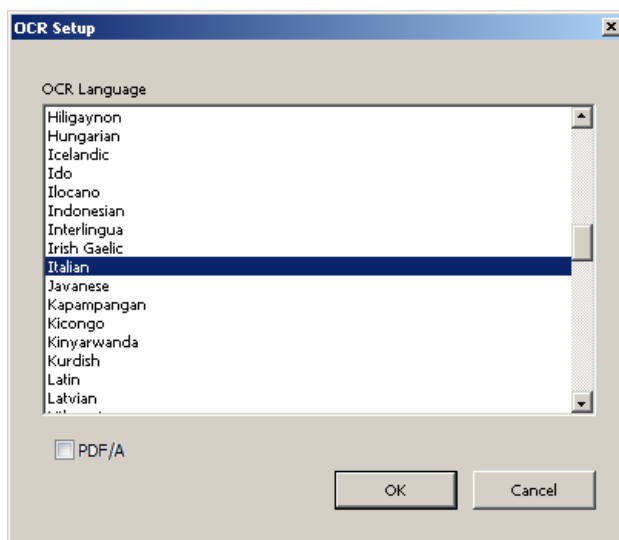 OCR Setup
OCR Language
Hiligaynon
Hungarian
Icelandic
Ido
Ilocano
Indonesian
Interlingua
Irish Gaelic
Italian
Javanese
Kapampangan
Kicongo
Kinyarwanda
Kurdish
Latin
Latvian
PDF/A
OK Cancel